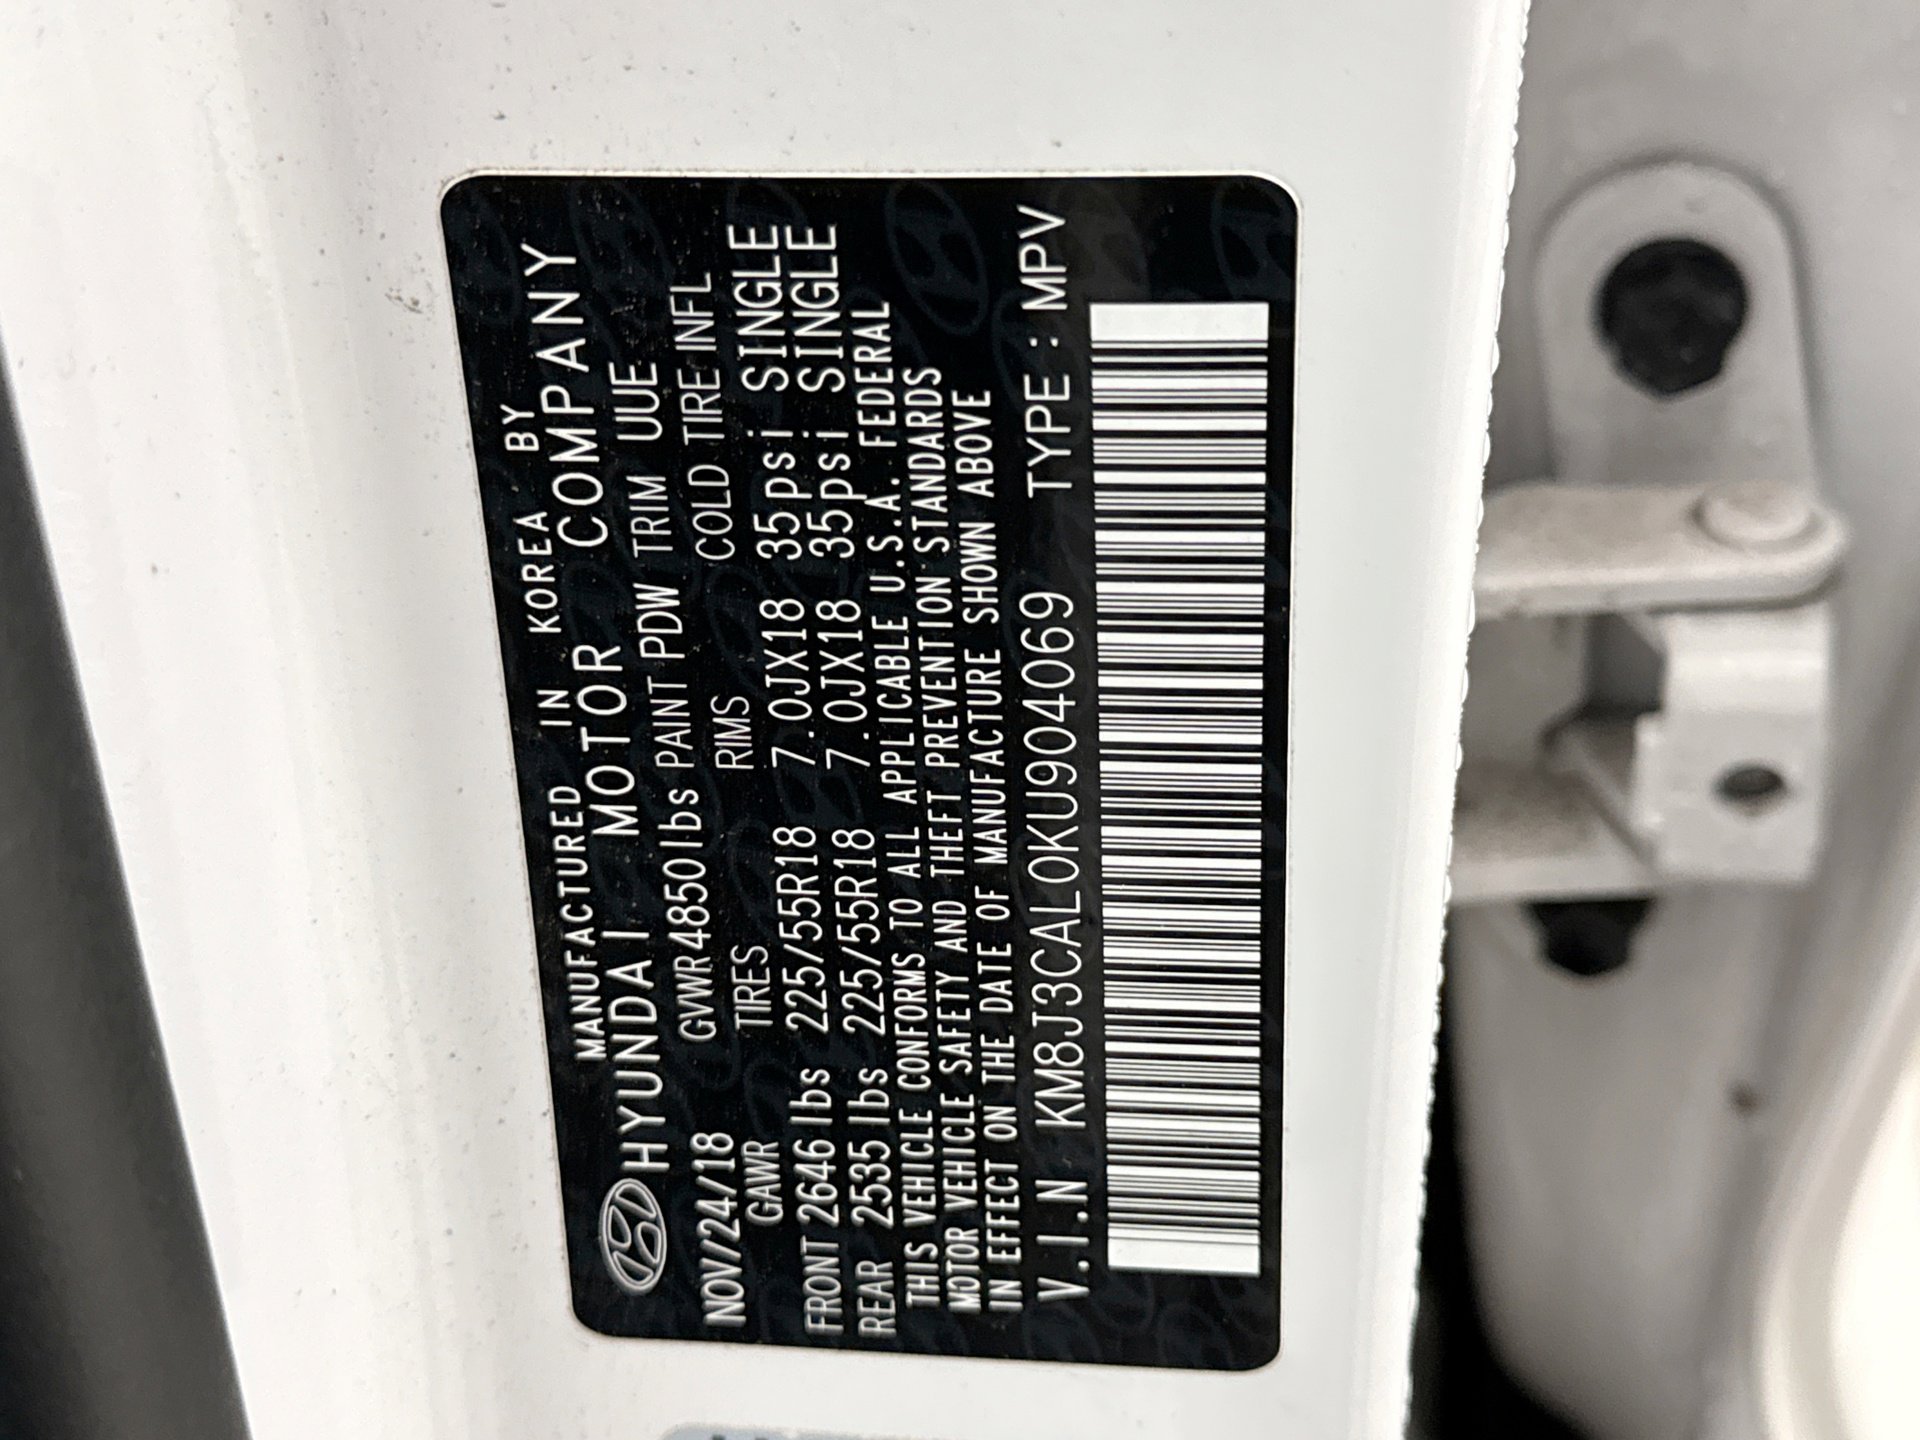 MANUFACTURED IN KOREA BY
HYUNDAI MOTOR COMPANY
NOV/24/18 GVWR 4850lbs PAINT PDW TRIM UUE
GAWR TIRES RIMS COLD TIRE INFL
FRONT 2646 lbs 225/55R18 7.0JX18 35psi SINGLE
REAR 2535 lbs 225/55R18 7.0JX18 35psi SINGLE
THIS VEHICLE CONFORMS TO ALL APPLICABLE U.S.A. FEDERAL
MOTOR VEHICLE SAFETY AND THEFT PREVENTION STANDARDS
IN EFFECT ON THE DATE OF MANUFACTURE SHOWN ABOVE
V.I.N KM8J3CAL0KU904069 TYPE : MPV